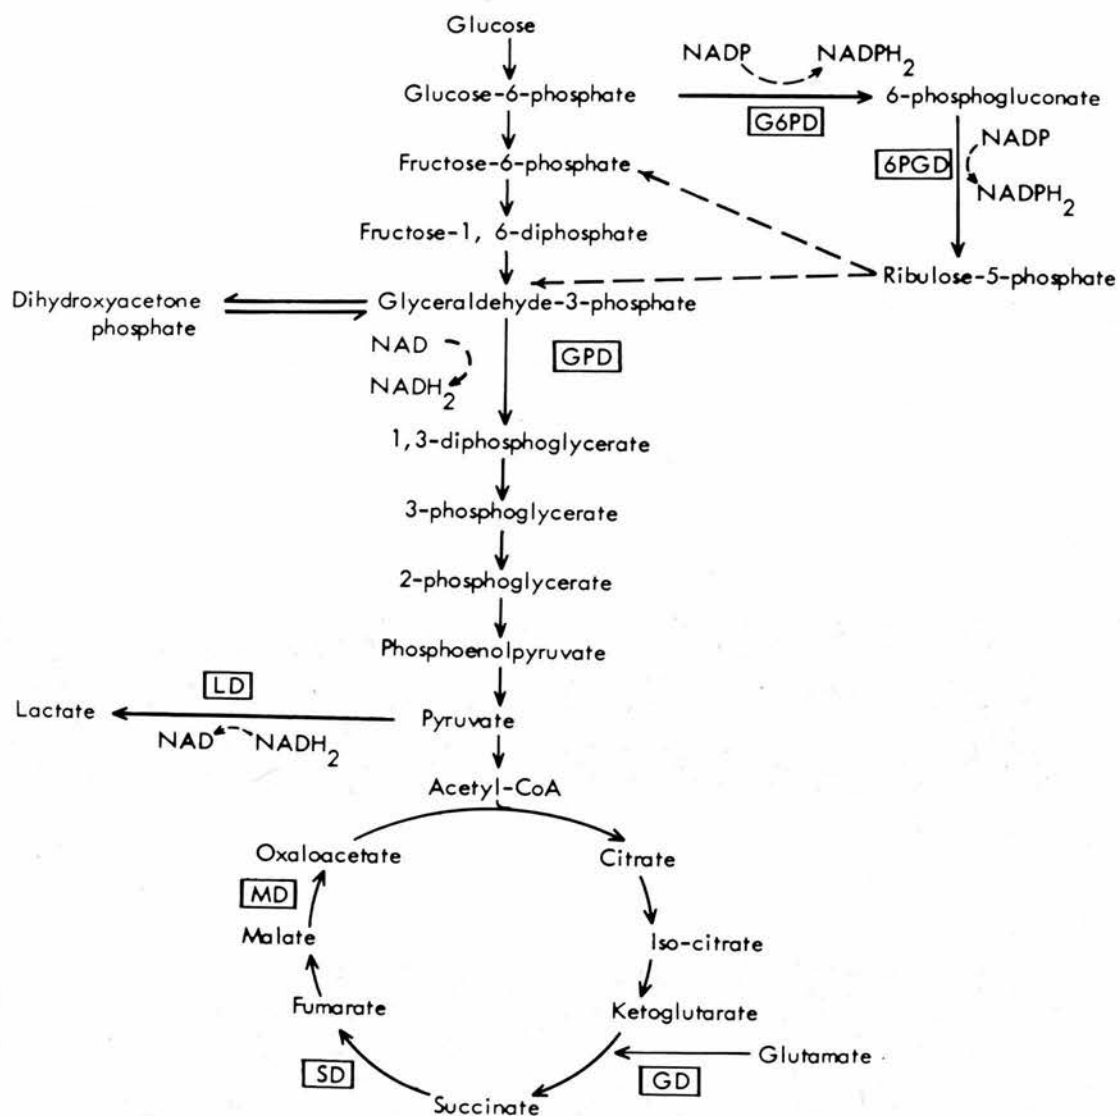 Glucose
NADP NADPH2
Glucose-6-phosphate
6-phosphogluconate
G6PD
NADP
Fructose-6-phosphate
6PGD
NADPH2
Fructose-1, 6-diphosphate
Ribulose-5-phosphate
Dihydroxyacetone
phosphate
Glyceraldehyde-3-phosphate
NAD
GPD
NADH2
1,3-diphosphoglycerate
3-phosphoglycerate
2-phosphoglycerate
Phosphoenolpyruvate
LD
Lactate
Pyruvate
NAD NADH2
Acetyl-CoA
Oxaloacetate
Citrate
MD
Malate
Iso-citrate
Fumarate
Ketoglutarate
Glutamate
SD
GD
Succinate